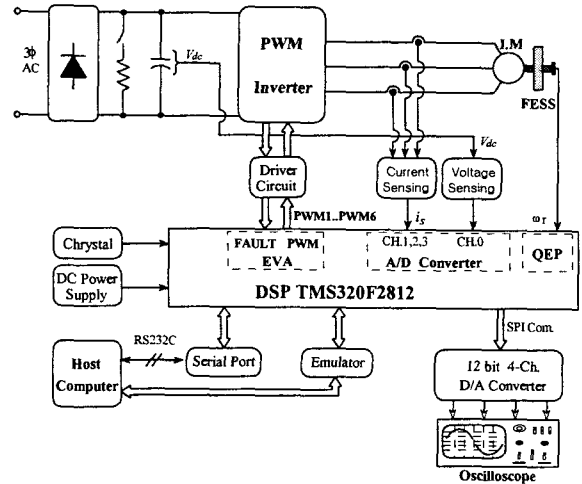 3ϕ
AC
Vdc
PWM
Inverter
I.M
FESS
Vdc
Driver
Circuit
Current
Sensing
Voltage
Sensing
PWM1..PWM6
is
ωr
Chrystal
FAULT PWM
EVA
CH.1,2,3 CH.0
A/D Converter
QEP
DC Power
Supply
DSP TMS320F2812
SPI Com.
RS232C
Host
Computer
Serial Port
Emulator
12 bit 4-Ch.
D/A Converter
Oscilloscope